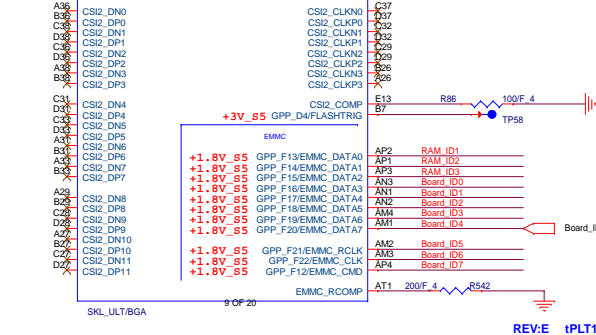 A36 CSI2_DN0 CSI2_CLKN0 C37
B36 CSI2_DP0 CSI2_CLKP0 D37
C38 CSI2_DN1 CSI2_CLKN1 C32
D38 CSI2_DP1 CSI2_CLKP1 D32
C36 CSI2_DN2 CSI2_CLKN2 C29
D36 CSI2_DP2 CSI2_CLKP2 D29
A38 CSI2_DN3 CSI2_CLKN3 B26
B38 CSI2_DP3 CSI2_CLKP3 A26
C31 CSI2_DN4 CSI2_COMP E13 R86 100/F_4
D31 CSI2_DP4 +3V_S5 GPP_D4/FLASHTRIG B7 TP58
C33 CSI2_DN5
D33 CSI2_DP5 EMMC
A31 CSI2_DN6
B31 CSI2_DP6 +1.8V_S5 GPP_F13/EMMC_DATA0 AP2 RAM_ID1
A33 CSI2_DN7 +1.8V_S5 GPP_F14/EMMC_DATA1 AP1 RAM_ID2
B33 CSI2_DP7 +1.8V_S5 GPP_F15/EMMC_DATA2 AP3 RAM_ID3
+1.8V_S5 GPP_F16/EMMC_DATA3 AN3 Board_ID0
A29 CSI2_DN8 +1.8V_S5 GPP_F17/EMMC_DATA4 AN1 Board_ID1
B29 CSI2_DP8 +1.8V_S5 GPP_F18/EMMC_DATA5 AN2 Board_ID2
C28 CSI2_DN9 +1.8V_S5 GPP_F19/EMMC_DATA6 AM4 Board_ID3
D28 CSI2_DP9 +1.8V_S5 GPP_F20/EMMC_DATA7 AM1 Board_ID4 Board_I
A27 CSI2_DN10
B27 CSI2_DP10 +1.8V_S5 GPP_F21/EMMC_RCLK AM2 Board_ID5
C27 CSI2_DN11 +1.8V_S5 GPP_F22/EMMC_CLK AM3 Board_ID6
D27 CSI2_DP11 +1.8V_S5 GPP_F12/EMMC_CMD AP4 Board_ID7
EMMC_RCOMP AT1 200/F_4 R542
9 OF 20
SKL_ULT/BGA
REV:E tPLT1